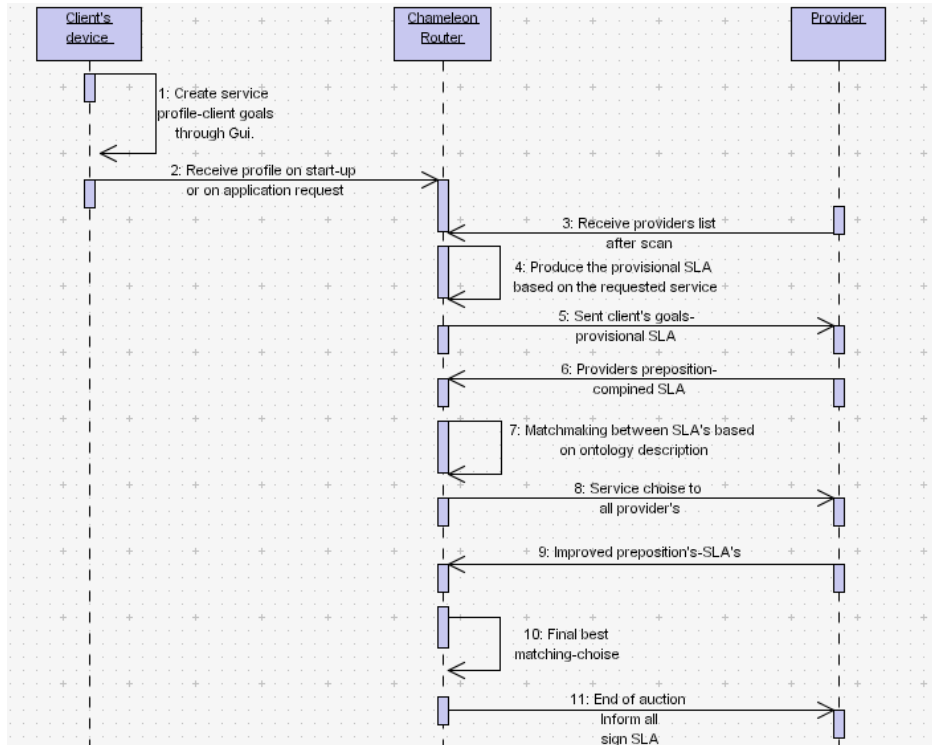 Client's
device
Chameleon
Router
Provider
1: Create service
profile-client goals
through Gui.
2: Receive profile on start-up
or on application request
3: Receive providers list
after scan
4: Produce the provisional SLA
based on the requested service
5: Sent client's goals-
provisional SLA
6: Providers preposition-
compined SLA
7: Matchmaking between SLA's based
on ontology description
8: Service choise to
all provider's
9: Improved preposition's-SLA's
10: Final best
matching-choise
11: End of auction
Inform all
sign SLA